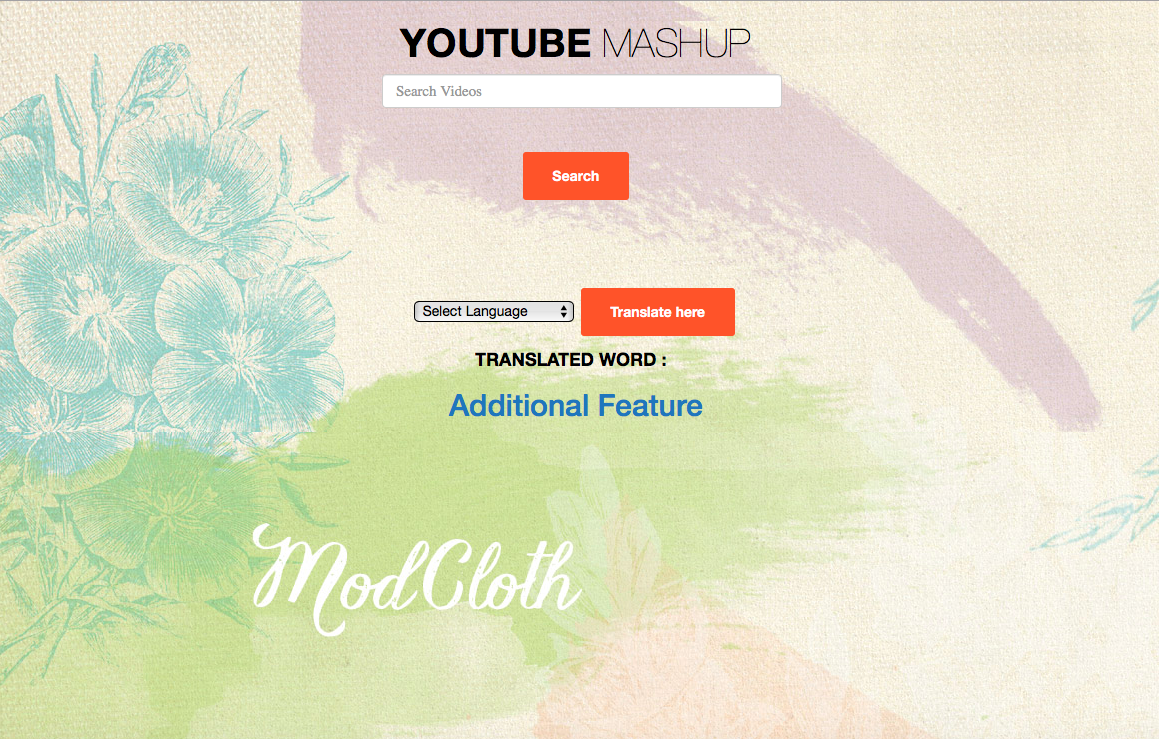 YOUTUBE MASHUP
Search Videos
Search
Select Language
Translate here
TRANSLATED WORD :
Additional Feature
ModCloth